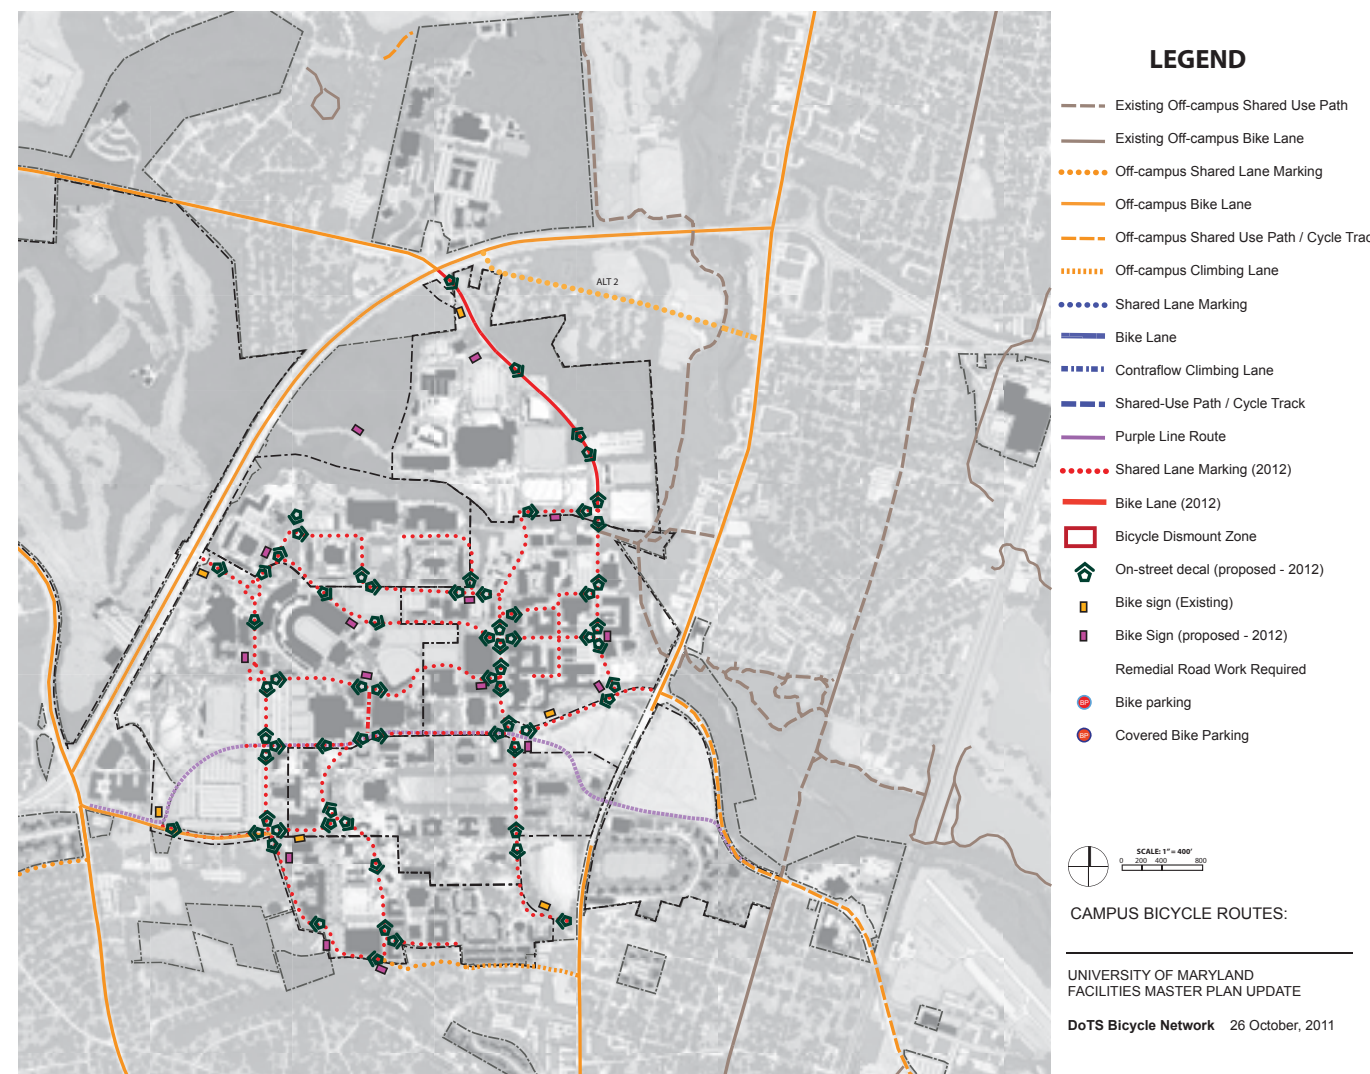 ALT 2
LEGEND
Existing Off-campus Shared Use Path
Existing Off-campus Bike Lane
Off-campus Shared Lane Marking
Off-campus Bike Lane
Off-campus Shared Use Path / Cycle Trac
Off-campus Climbing Lane
Shared Lane Marking
Bike Lane
Contraflow Climbing Lane
Shared-Use Path / Cycle Track
Purple Line Route
Shared Lane Marking (2012)
Bike Lane (2012)
Bicycle Dismount Zone
On-street decal (proposed - 2012)
Bike sign (Existing)
Bike Sign (proposed - 2012)
Remedial Road Work Required
BP Bike parking
BP Covered Bike Parking
SCALE: 1" = 400'
0 200 400 800
CAMPUS BICYCLE ROUTES:
UNIVERSITY OF MARYLAND
FACILITIES MASTER PLAN UPDATE
DoTS Bicycle Network 26 October, 2011